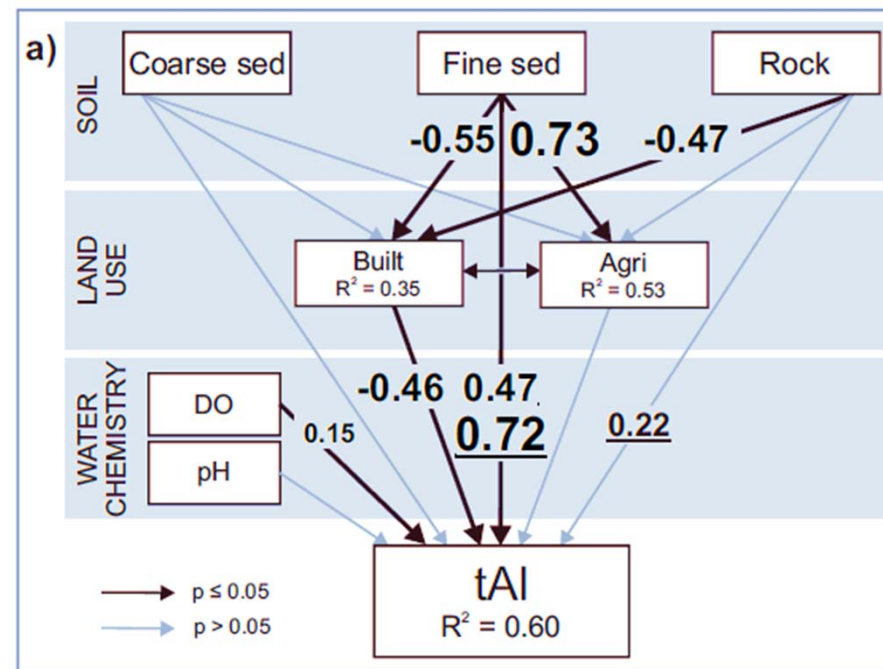 a)
SOIL
Coarse sed
Fine sed
Rock
-0.55
0.73
-0.47
LAND
USE
Built
R² = 0.35
Agri
R² = 0.53
WATER
CHEMISTRY
DO
pH
0.15
-0.46
0.47
0.72
0.22
tAl
R² = 0.60
p ≤ 0.05
p > 0.05